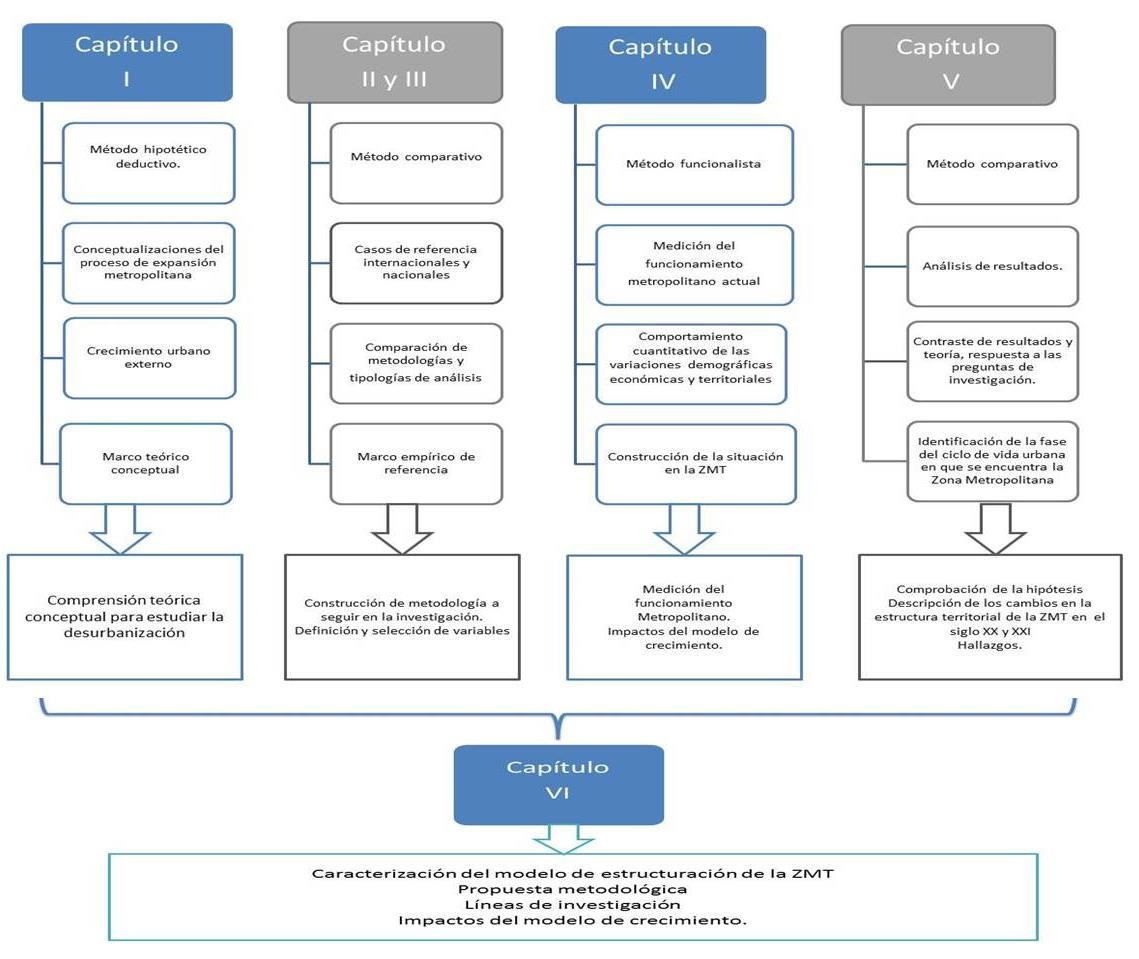 Capítulo
I
Método hipotético
deductivo.
Conceptualizaciones del
proceso de expansión
metropolitana
Crecimiento urbano
externo
Marco teórico
conceptual
Comprensión teórica
conceptual para estudiar la
desurbanización
Capítulo
II y III
Método comparativo
Casos de referencia
internacionales y
nacionales
Comparación de
metodologías y
tipologías de análisis
Marco empírico de
referencia
Construcción de metodología a
seguir en la investigación.
Definición y selección de variables
Capítulo
IV
Método funcionalista
Medición del
funcionamiento
metropolitano actual
Comportamiento
cuantitativo de las
variaciones demográficas
económicas y territoriales
Construcción de la situación
en la ZMT
Medición del
funcionamiento
Metropolitano.
Impactos del modelo de
crecimiento.
Capítulo
V
Método comparativo
Análisis de resultados.
Contraste de resultados y
teoría, respuesta a las
preguntas de
investigación.
Identificación de la fase
del ciclo de vida urbana
en que se encuentra la
Zona Metropolitana
Comprobación de la hipótesis
Descripción de los cambios en la
estructura territorial de la ZMT en el
siglo XX y XXI
Hallazgos.
Capítulo
VI
Caracterización del modelo de estructuración de la ZMT
Propuesta metodológica
Líneas de investigación
Impactos del modelo de crecimiento.